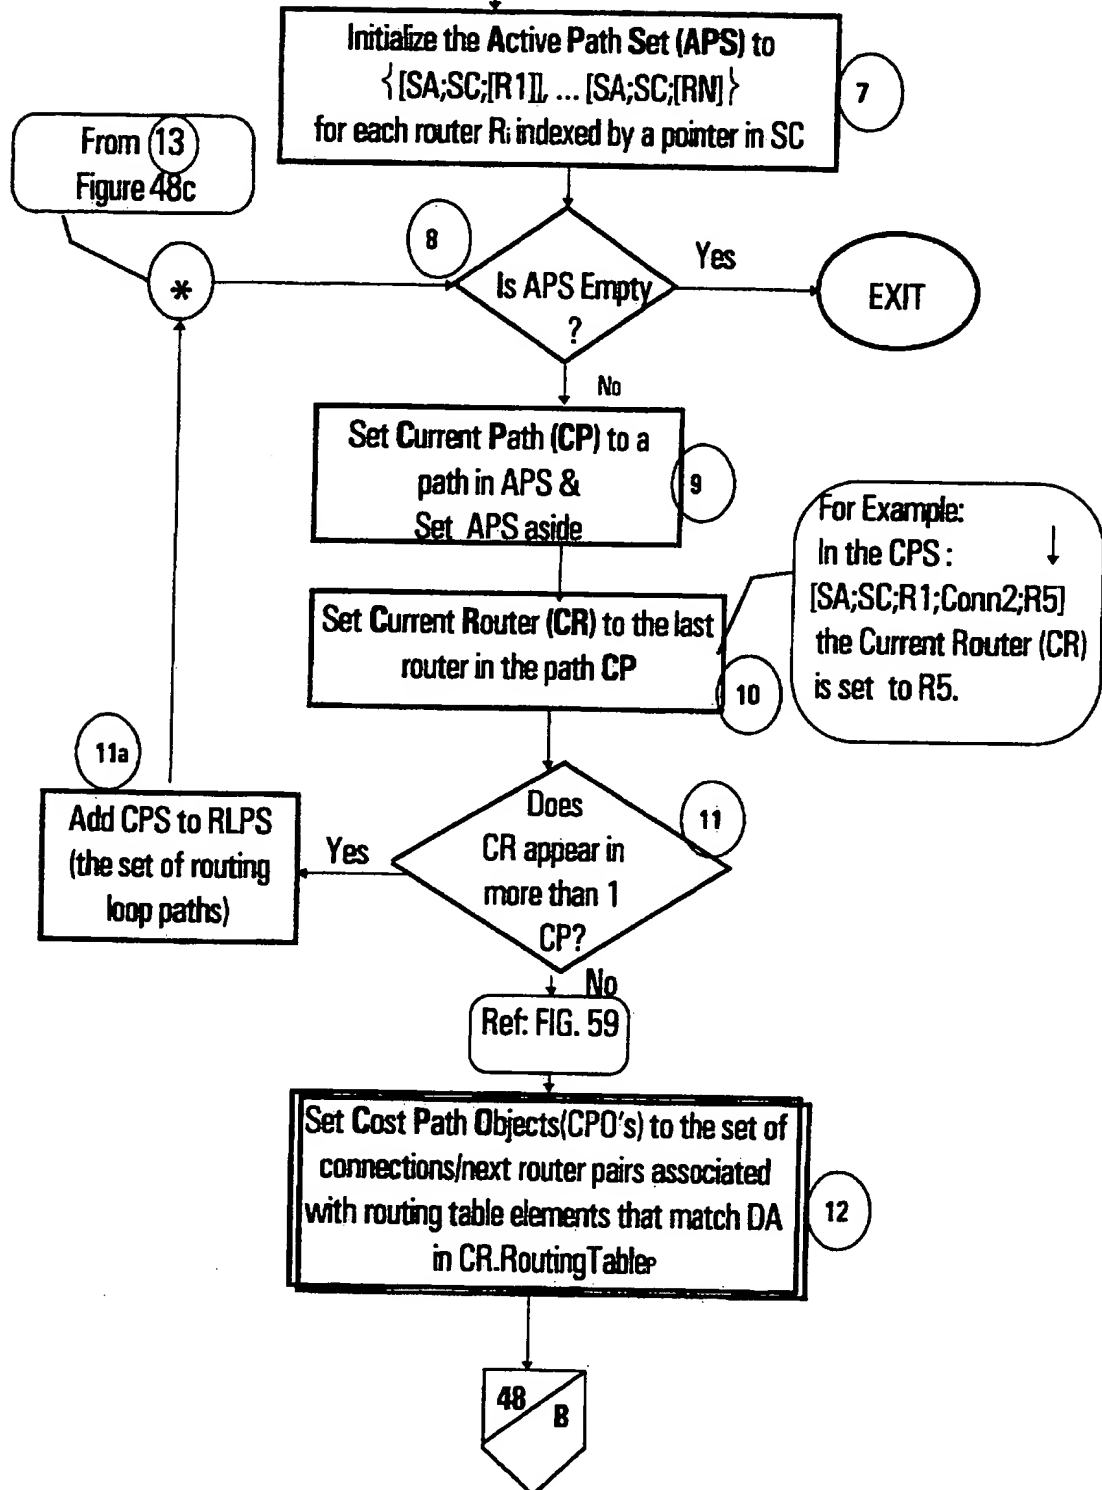 Initialize the Active Path Set (APS) to
{[SA;SC;[R1]], ... [SA;SC;[RN]}
for each router Ri indexed by a pointer in SC
7
From 13
Figure 48c
8
*
Is APS Empty
?
Yes
EXIT
No
Set Current Path (CP) to a
path in APS &
Set APS aside
9
For Example:
In the CPS :
[SA;SC;R1;Conn2;R5]
the Current Router (CR)
is set to R5.
Set Current Router (CR) to the last
router in the path CP
10
11a
Add CPS to RLPS
(the set of routing
loop paths)
Yes
Does
CR appear in
more than 1
CP?
11
No
Ref: FIG. 59
Set Cost Path Objects(CPO's) to the set of
connections/next router pairs associated
with routing table elements that match DA
in CR.RoutingTableP
12
48
B